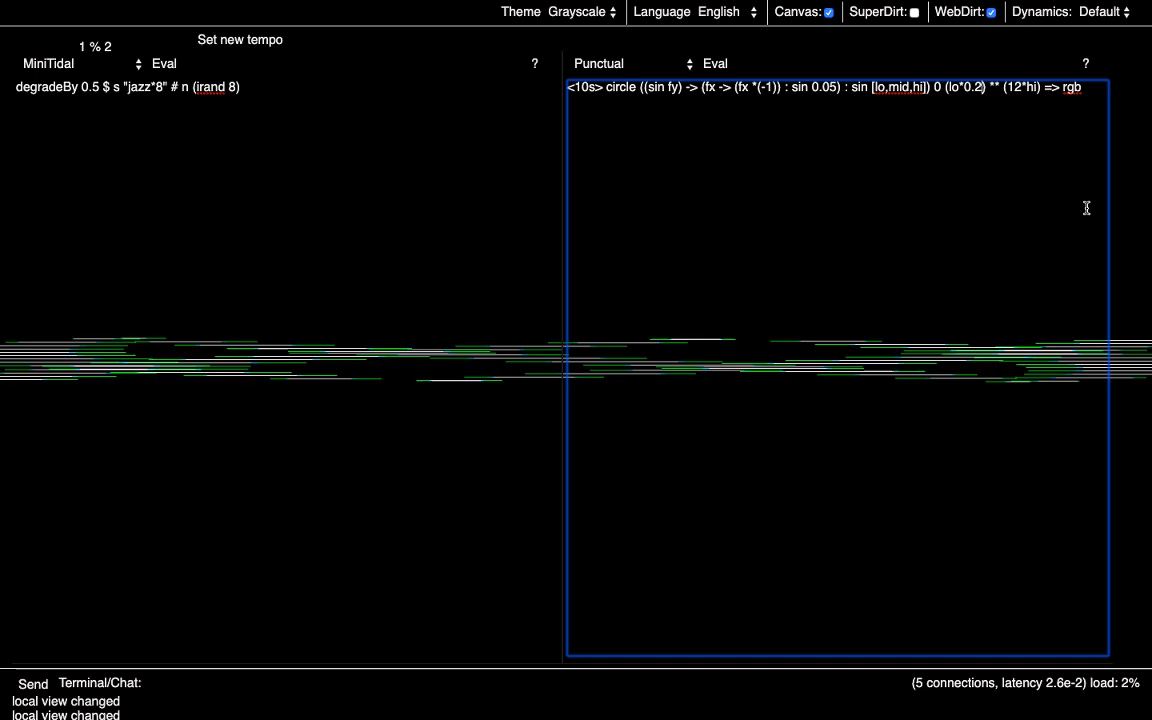 Theme Grayscale Language English Canvas: SuperDirt: WebDirt: Dynamics: Default
1 % 2 Set new tempo
MiniTidal Eval ? Punctual Eval ?
degradeBy 0.5 $ s "jazz*8" # n (irand 8)
<10s> circle ((sin fy) -> (fx -> (fx *(-1)) : sin 0.05) : sin [lo,mid,hi]) 0 (lo*0.2) ** (12*hi) => rgb
Send Terminal/Chat: (5 connections, latency 2.6e-2) load: 2%
local view changed
local view changed